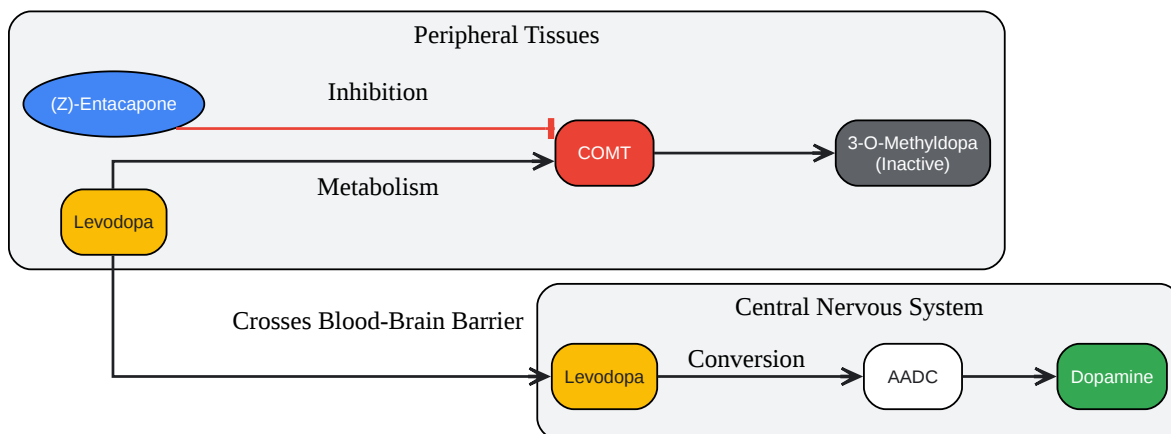 Peripheral Tissues
(Z)-Entacapone
Inhibition
COMT
3-O-Methyldopa
(Inactive)
Metabolism
Levodopa
Crosses Blood-Brain Barrier
Central Nervous System
Levodopa
Conversion
AADC
Dopamine